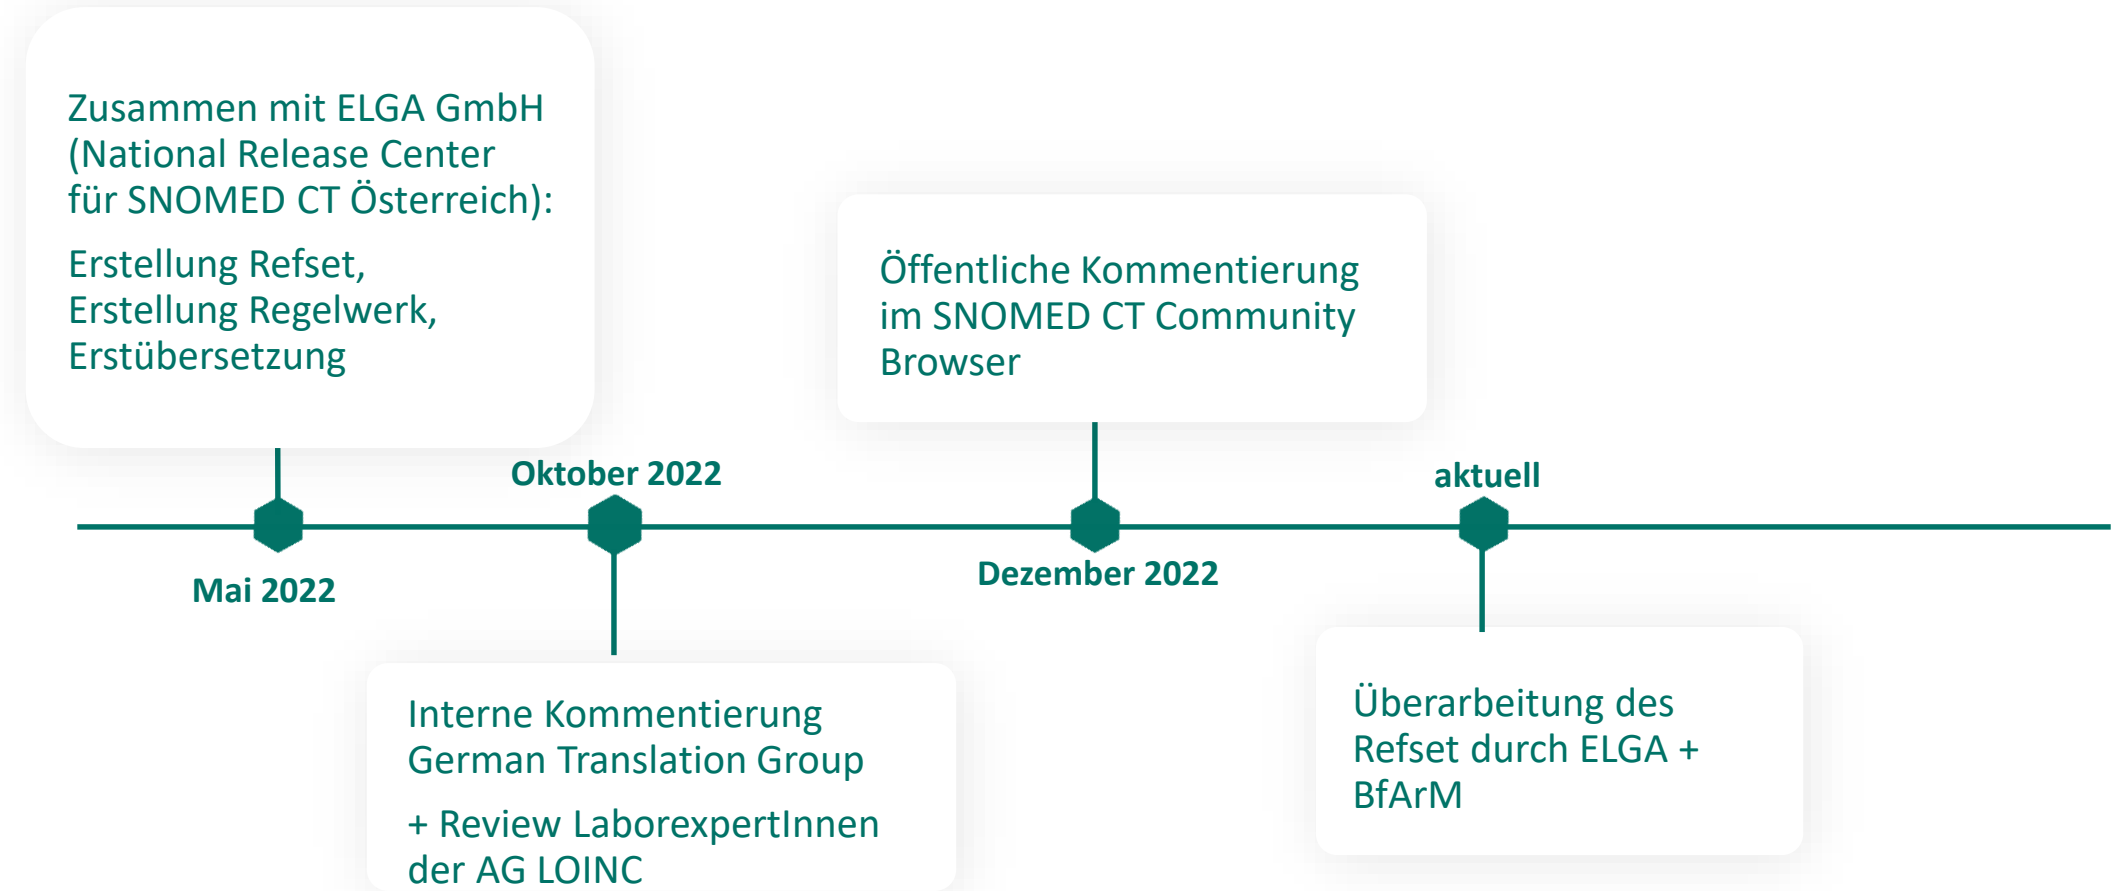 Zusammen mit ELGA GmbH
(National Release Center
für SNOMED CT Österreich):
Erstellung Refset,
Erstellung Regelwerk,
Erstübersetzung
Mai 2022
Oktober 2022
Interne Kommentierung
German Translation Group
+ Review LaborexpertInnen
der AG LOINC
Öffentliche Kommentierung
im SNOMED CT Community
Browser
Dezember 2022
aktuell
Überarbeitung des
Refset durch ELGA +
BfArM